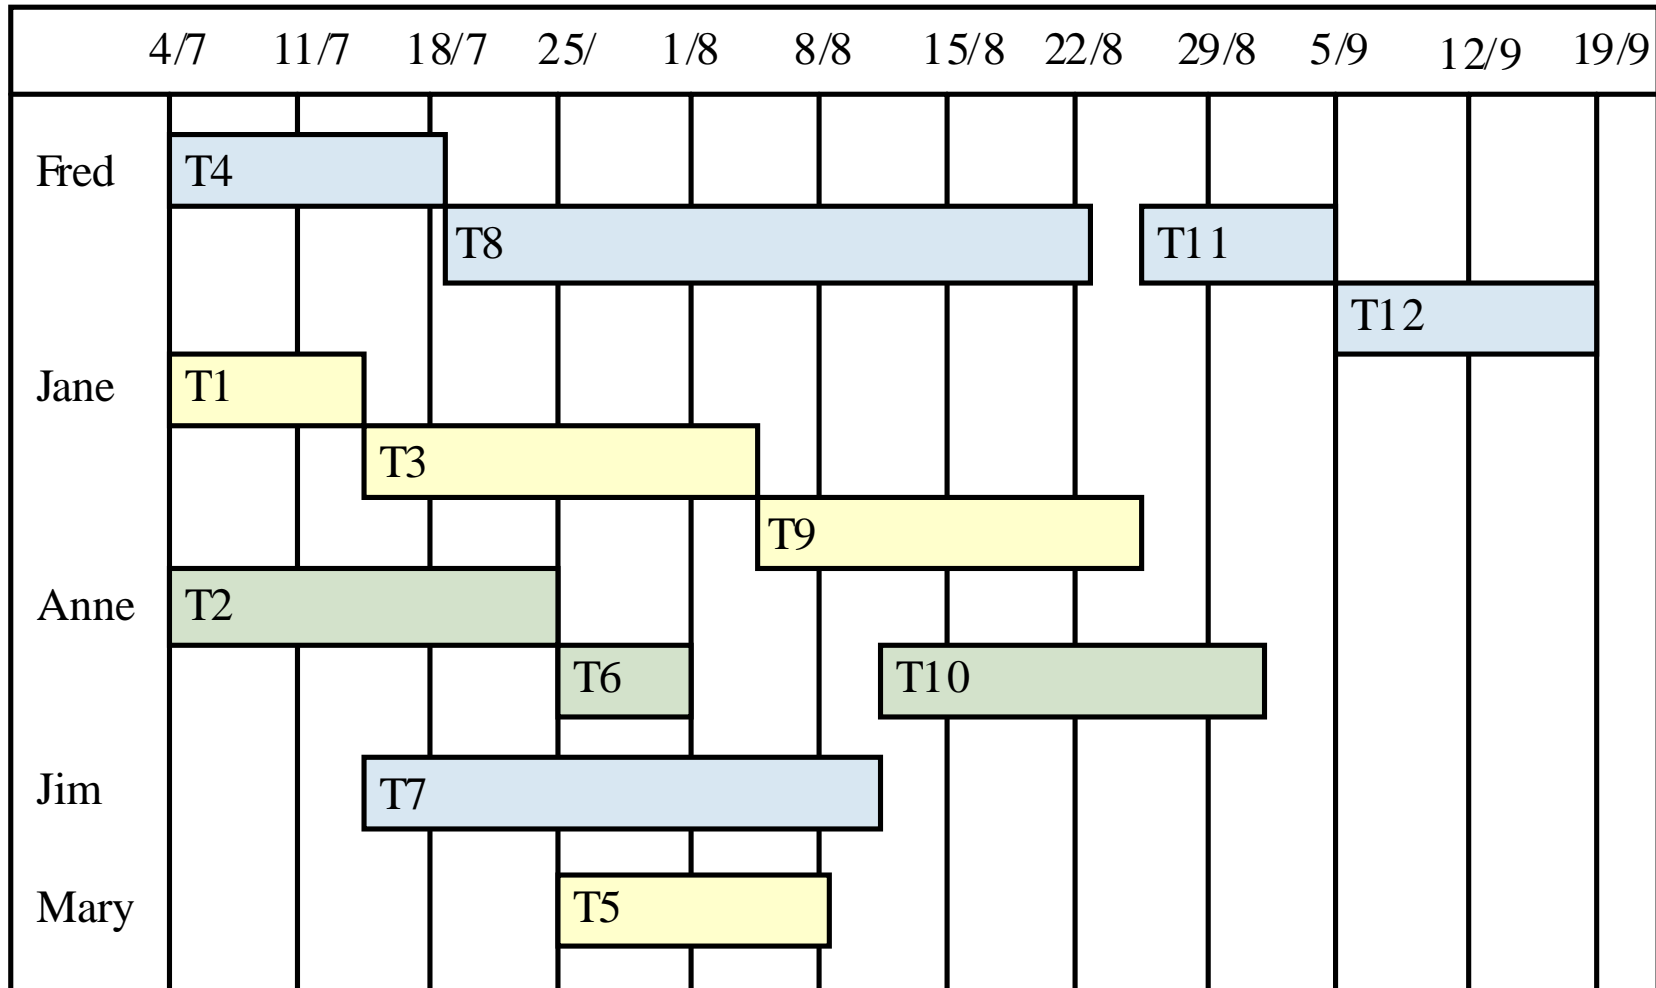 4/7 11/7 18/7 25/ 1/8 8/8 15/8 22/8 29/8 5/9 12/9 19/9
Fred T4
T8 T11
T12
Jane T1
T3
T9
Anne T2
T6 T10
Jim T7
Mary T5